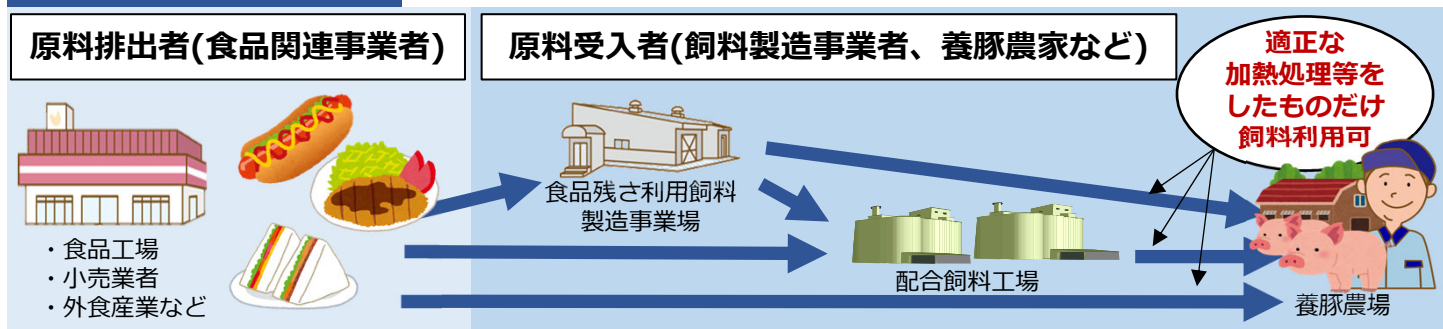 原料排出者(食品関連事業者)
原料受入者(飼料製造事業者、養豚農家など)
適正な
加熱処理等を
したものだけ
飼料利用可
・食品工場
・小売業者
・外食産業など
食品残さ利用飼料
製造事業場
配合飼料工場
養豚農場